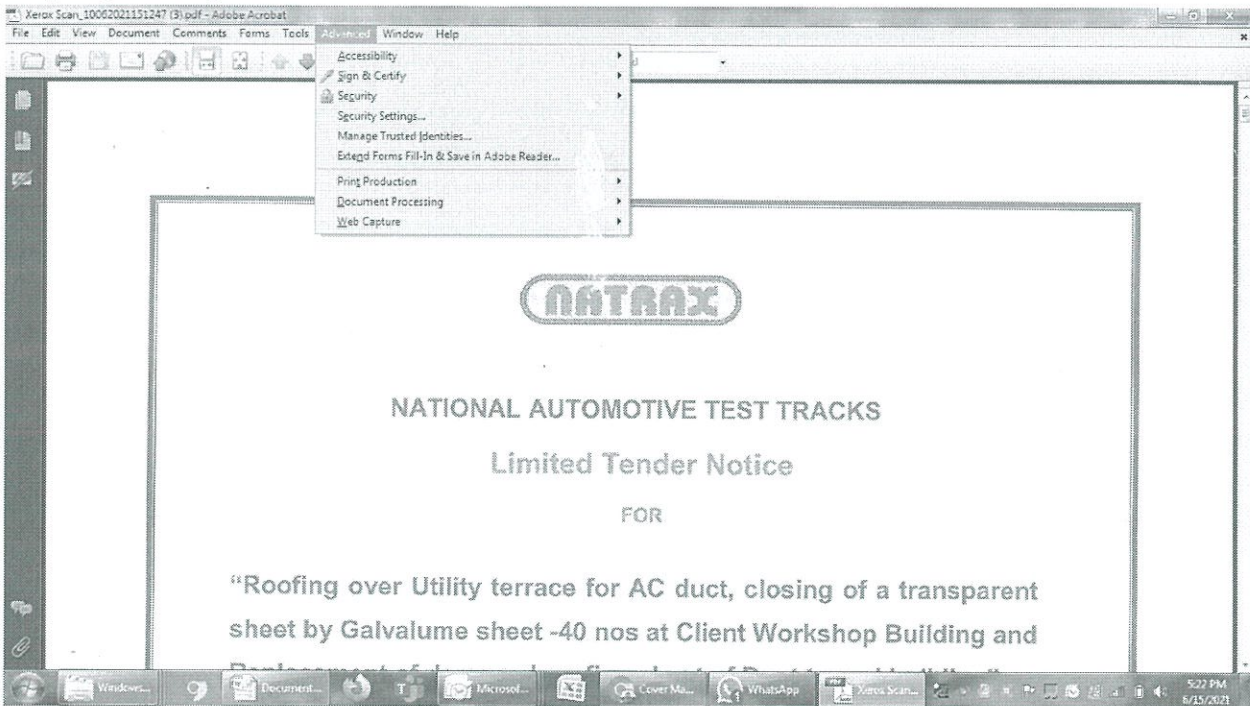 Xerox Scan_10062021151247 (3).pdf - Adobe Acrobat
File Edit View Document Comments Forms Tools Advanced Window Help
Accessibility
Sign & Certify
Security
Security Settings...
Manage Trusted Identities...
Extend Forms Fill-In & Save in Adobe Reader...
Print Production
Document Processing
Web Capture
NATRAX
NATIONAL AUTOMOTIVE TEST TRACKS
Limited Tender Notice
FOR
“Roofing over Utility terrace for AC duct, closing of a transparent
sheet by Galvalume sheet -40 nos at Client Workshop Building and
Windows... Document... Microsof... Cover Ma... WhatsApp Xerox Scan... 5:22 PM
6/15/2021